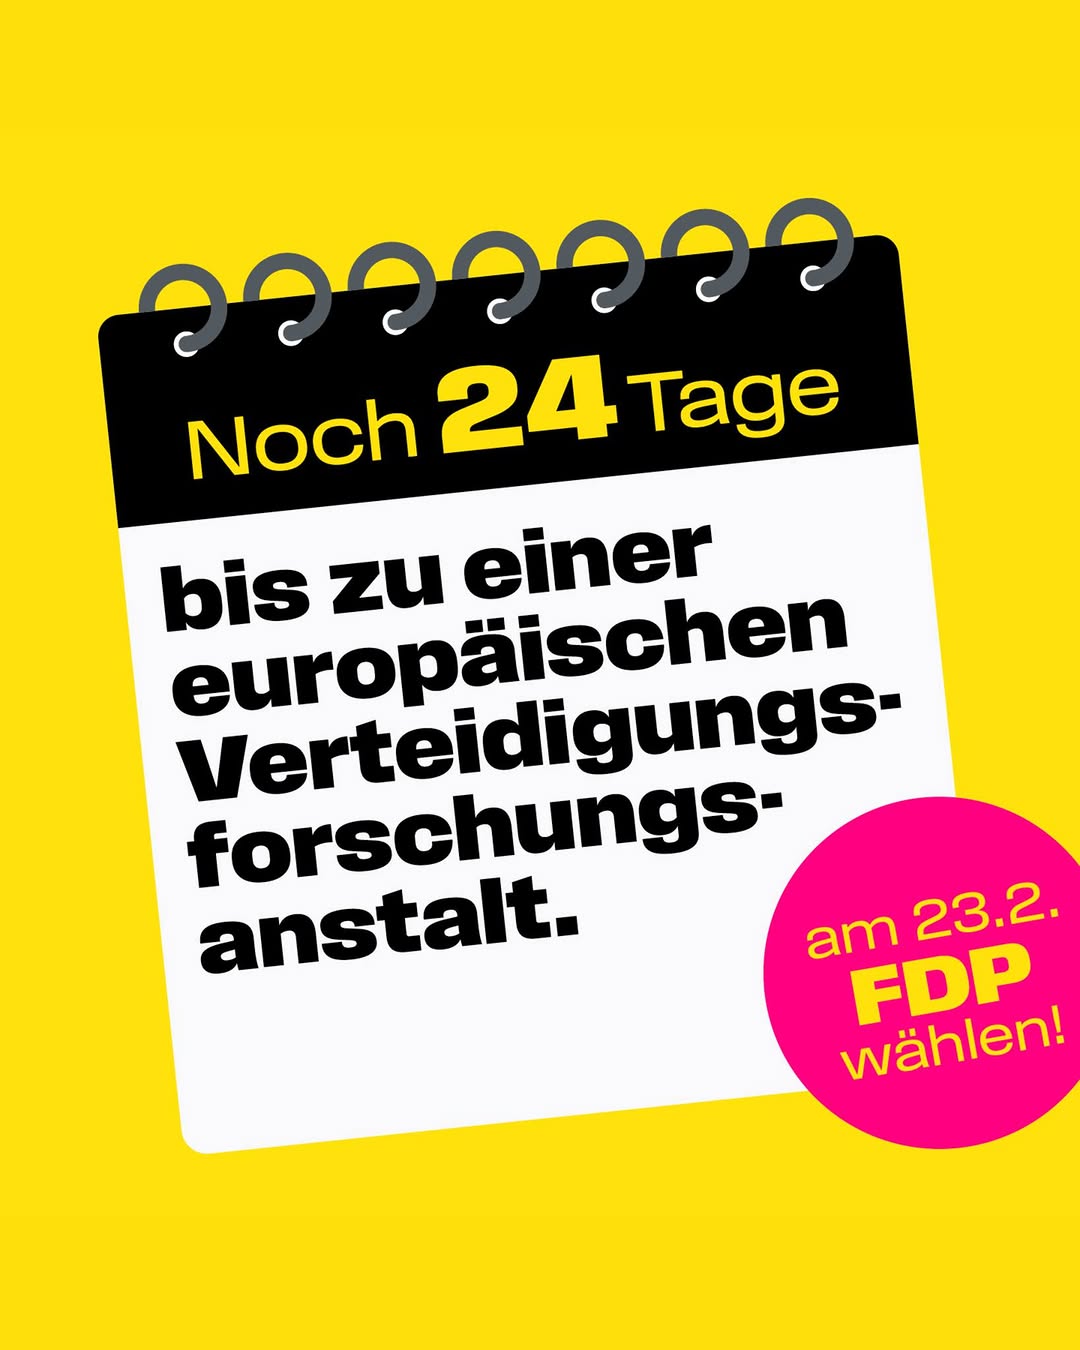 Noch 24 Tage
bis zu einer
europäischen
Verteidigungs-
forschungs-
anstalt.
am 23.2.
FDP
wählen!